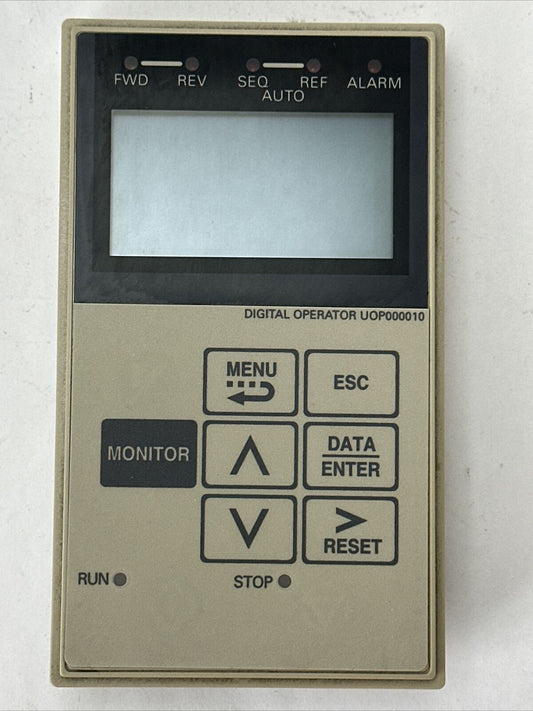 FWD REV SEQ REF ALARM
AUTO
DIGITAL OPERATOR UOP000010
MENU ESC
MONITOR DATA
ENTER
> RESET
RUN STOP